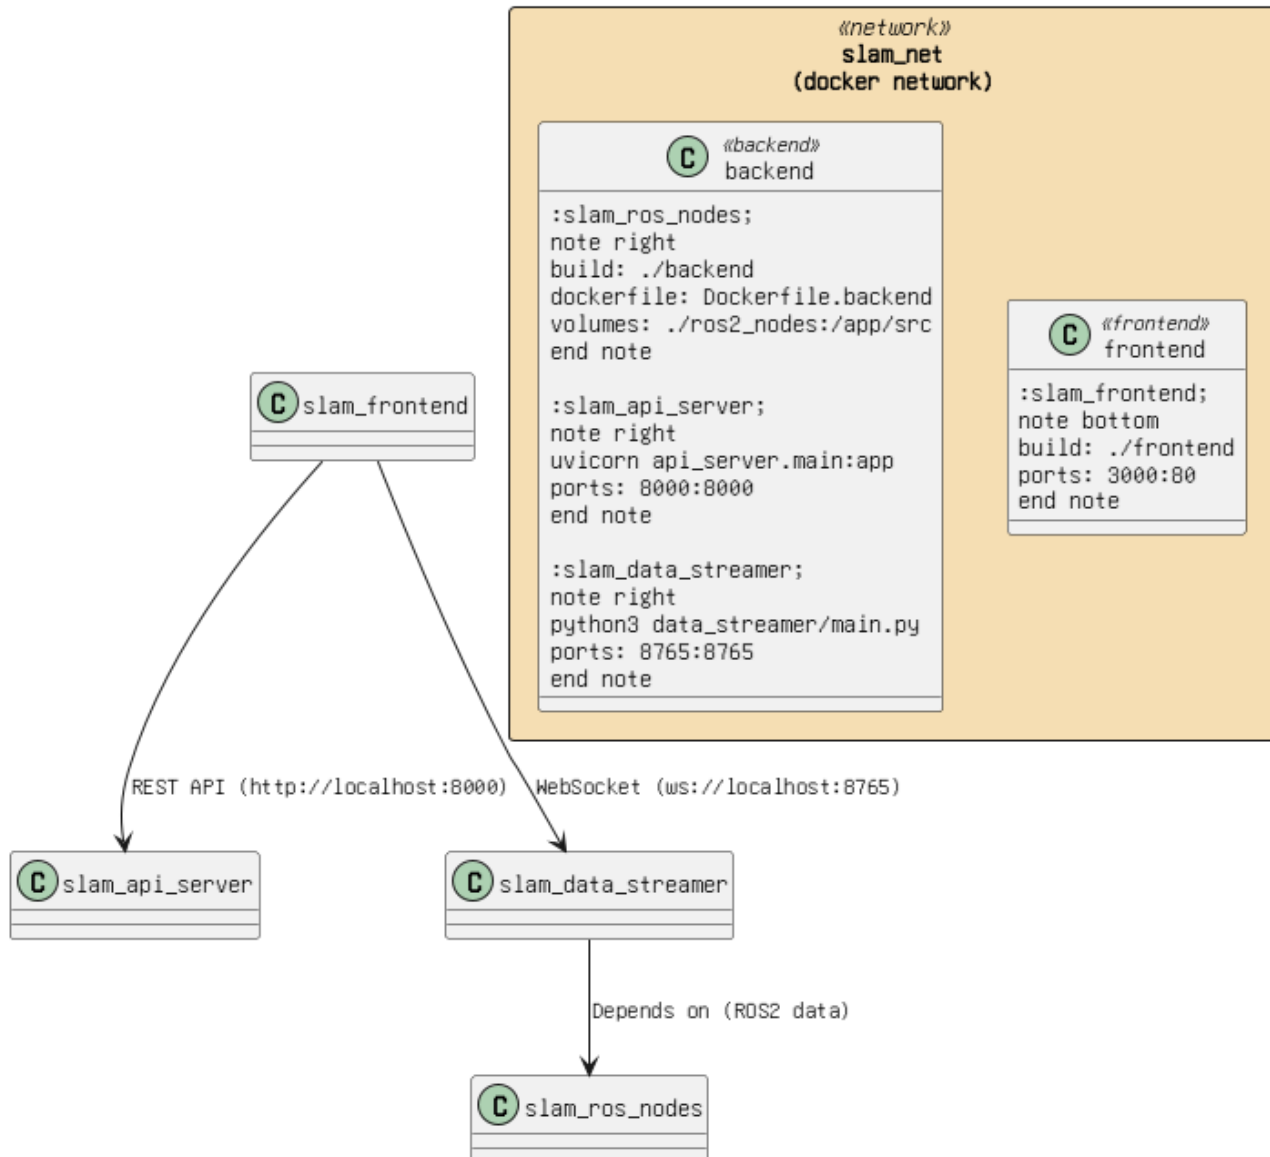 «network»
slam_net
(docker network)
C «backend»
backend
:slam_ros_nodes;
note right
build: ./backend
dockerfile: Dockerfile.backend
volumes: ./ros2_nodes:/app/src
end note
:slam_api_server;
note right
uvicorn api_server.main:app
ports: 8000:8000
end note
:slam_data_streamer;
note right
python3 data_streamer/main.py
ports: 8765:8765
end note
C «frontend»
frontend
:slam_frontend;
note bottom
build: ./frontend
ports: 3000:80
end note
C slam_frontend
REST API (http://localhost:8000)
WebSocket (ws://localhost:8765)
C slam_api_server
C slam_data_streamer
Depends on (ROS2 data)
C slam_ros_nodes